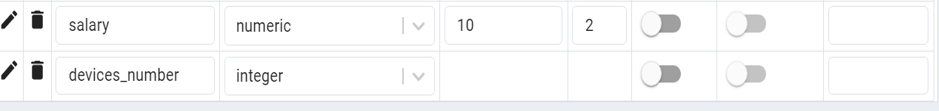 salary numeric 10 2
devices_number integer